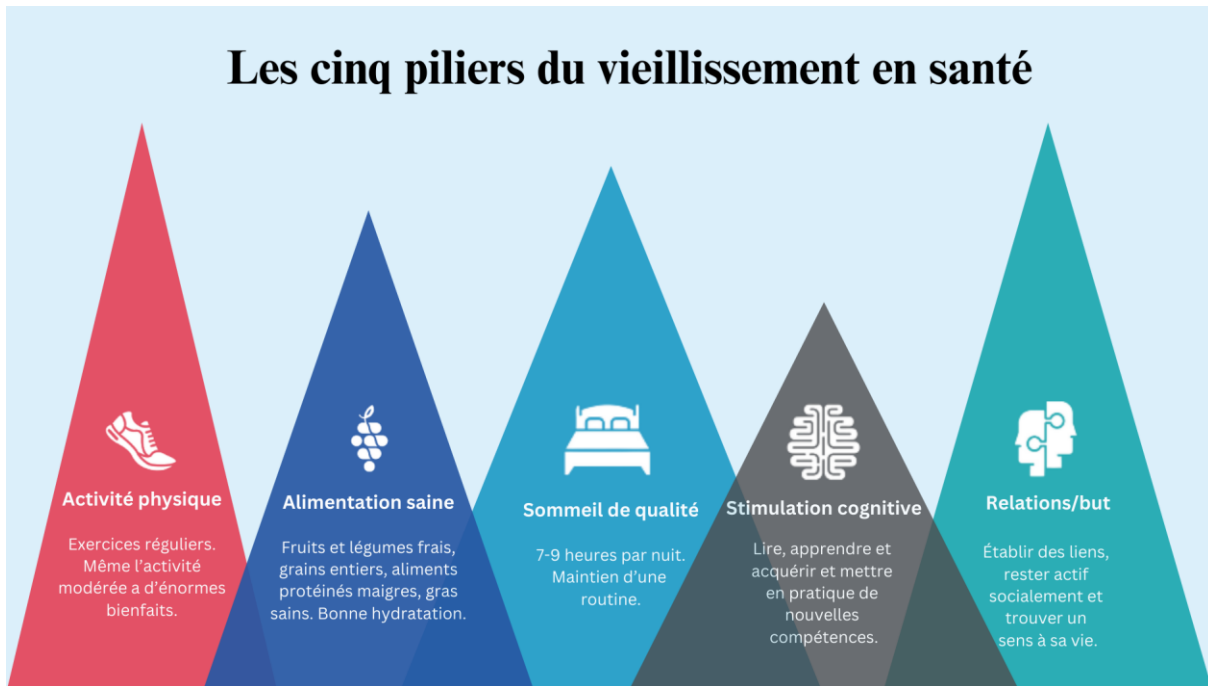 Les cinq piliers du vieillissement en santé
Activité physique
Exercices réguliers.
Même l’activité
modérée a d’énormes
bienfaits.
Alimentation saine
Fruits et légumes frais,
grains entiers, aliments
protéinés maigres, gras
sains. Bonne hydratation.
Sommeil de qualité
7-9 heures par nuit.
Maintien d’une
routine.
Stimulation cognitive
Lire, apprendre et
acquérir et mettre
en pratique de
nouvelles
compétences.
Relations/but
Établir des liens,
rester actif
socialement et
trouver un
sens à sa vie.